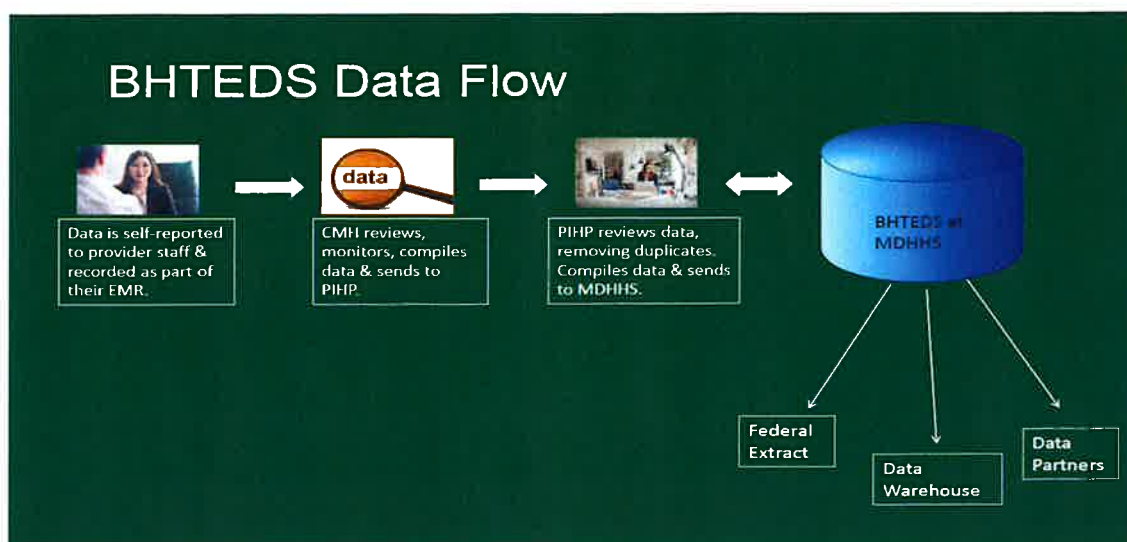 BHTEDS Data Flow
data
Data is self-reported
to provider staff &
recorded as part of
their EMR.
CMH reviews,
monitors, compiles
data & sends to
PIHP.
PIHP reviews data,
removing duplicates.
Compiles data & sends
to MDHHS.
BHTEDS at
MDHHS
Federal
Extract
Data
Warehouse
Data
Partners